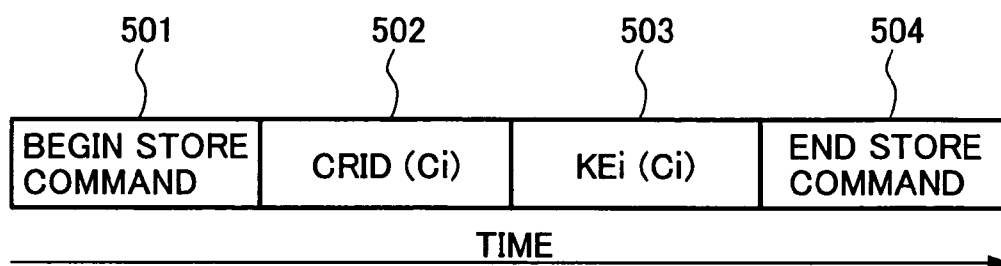 501 502 503 504
BEGIN STORE
COMMAND
CRID (Ci)
KEi (Ci)
END STORE
COMMAND
TIME